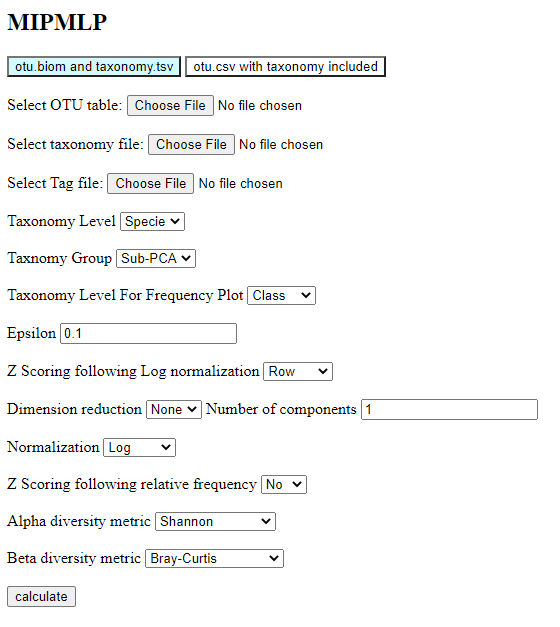 MIPMLP
otu.biom and taxonomy.tsv otu.csv with taxonomy included
Select OTU table: Choose File No file chosen
Select taxonomy file: Choose File No file chosen
Select Tag file: Choose File No file chosen
Taxonomy Level Specie
Taxnomy Group Sub-PCA
Taxonomy Level For Frequency Plot Class
Epsilon 0.1
Z Scoring following Log normalization Row
Dimension reduction None Number of components 1
Normalization Log
Z Scoring following relative frequency No
Alpha diversity metric Shannon
Beta diversity metric Bray-Curtis
calculate